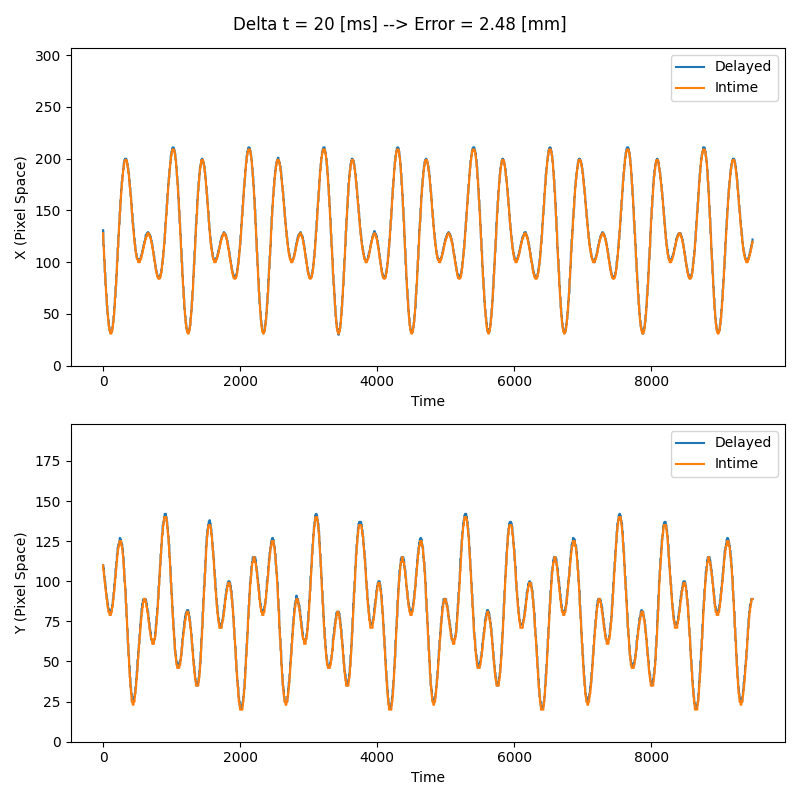 Delta t = 20 [ms] --> Error = 2.48 [mm]
300
250
200
150
100
50
0
X (Pixel Space)
Delayed
Intime
0 2000 4000 6000 8000
Time
175
150
125
100
75
50
25
0
Y (Pixel Space)
Delayed
Intime
0 2000 4000 6000 8000
Time